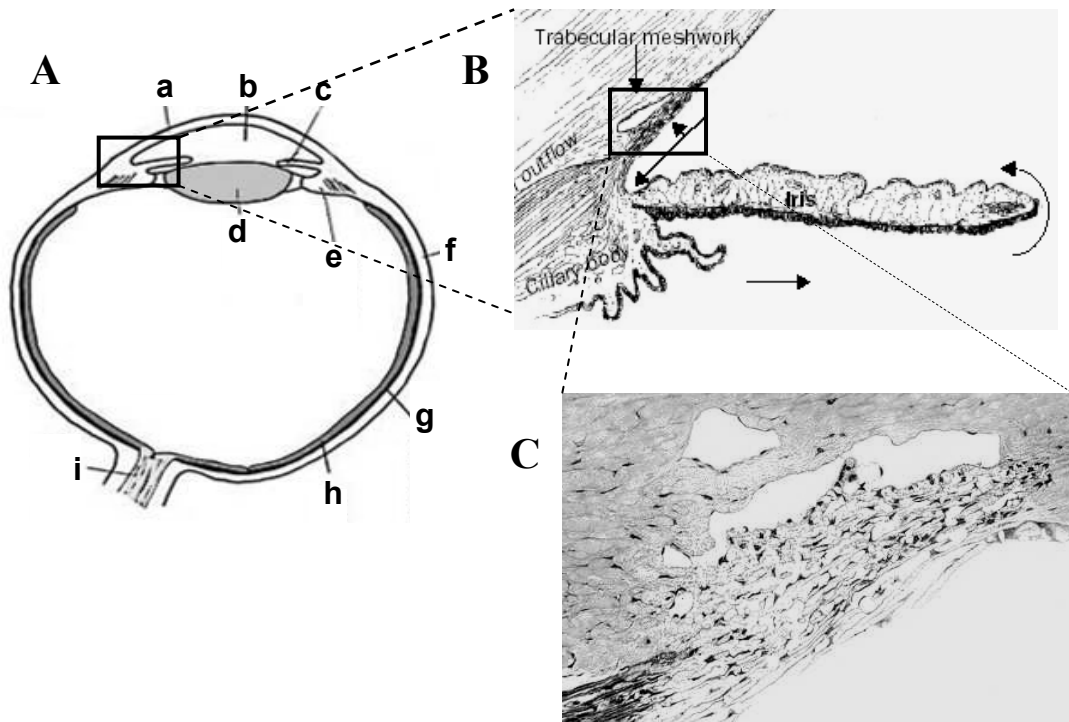 A
a
b
c
d
e
f
g
h
i
B
Trabecular meshwork
outflow
Iris
Ciliary body
C